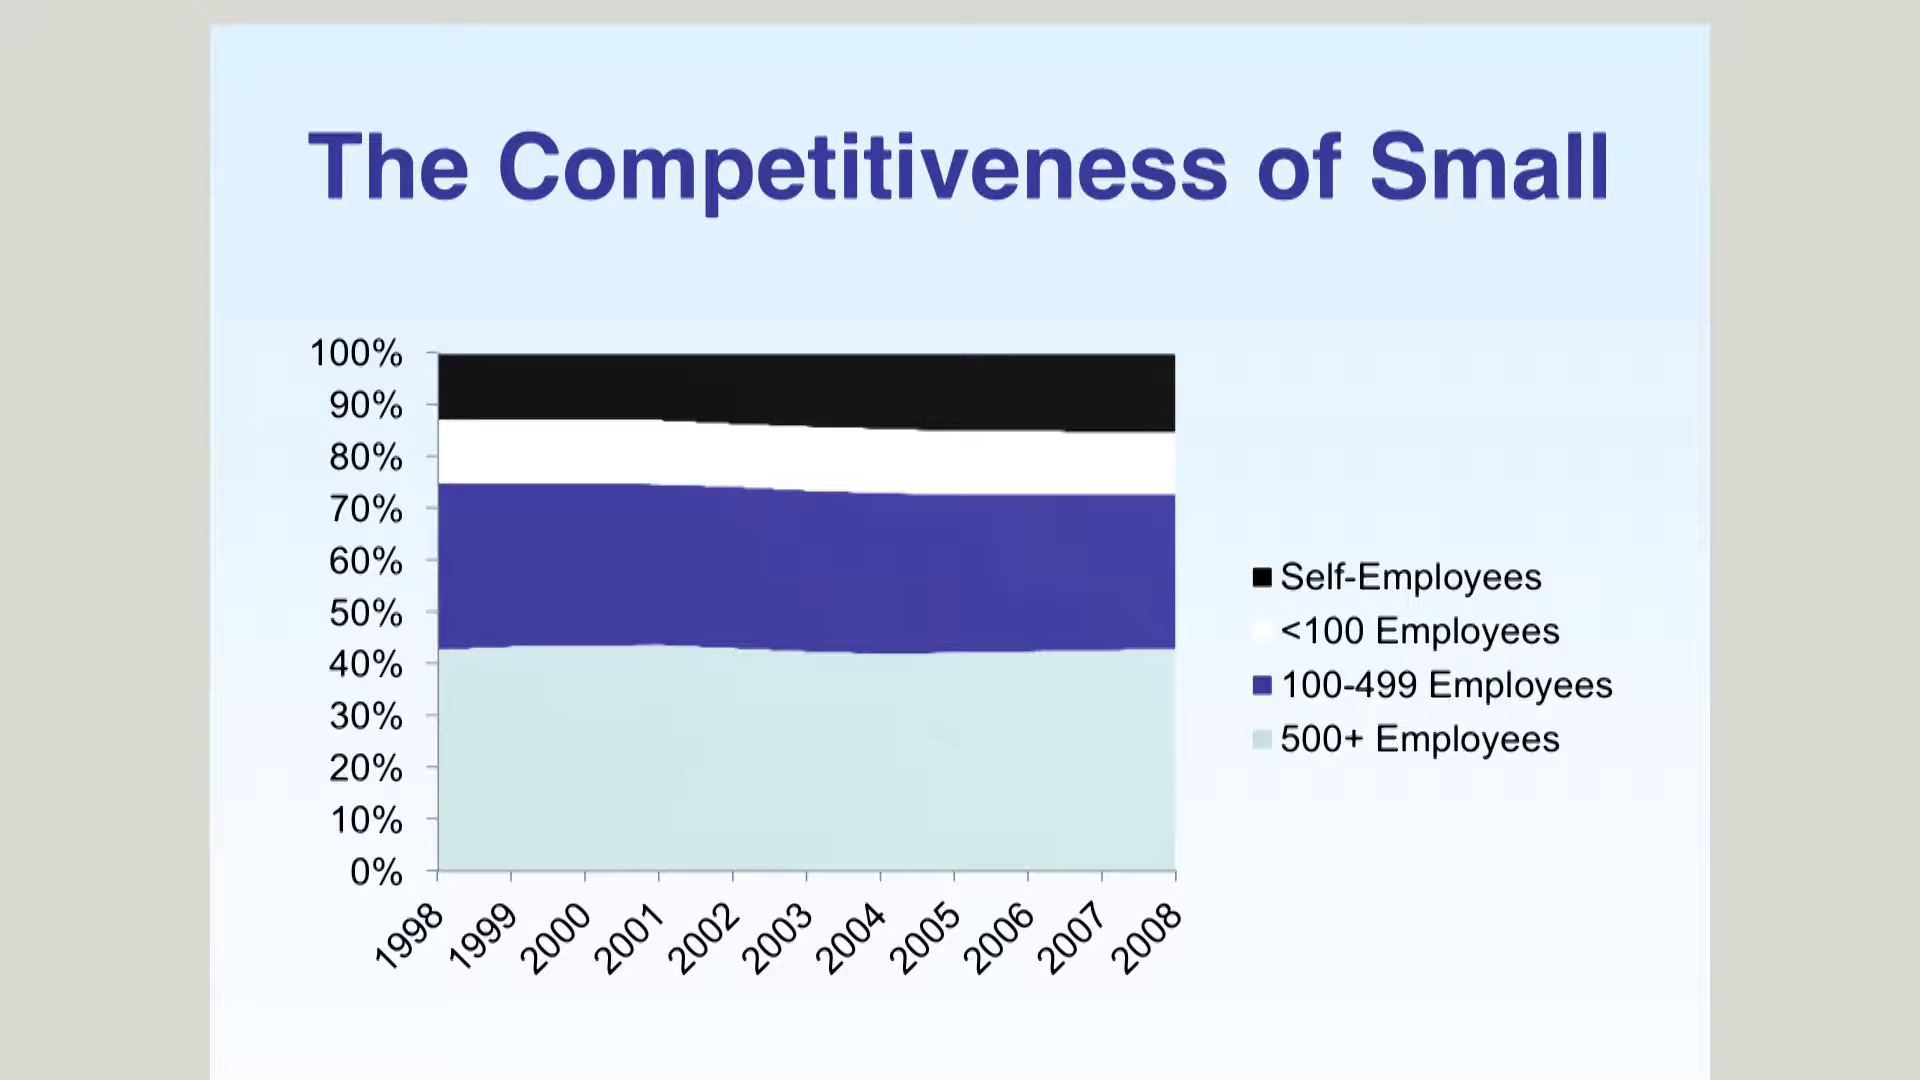 The Competitiveness of Small
100%
90%
80%
70%
60%
50%
40%
30%
20%
10%
0%
1998 1999 2000 2001 2002 2003 2004 2005 2006 2007 2008
Self-Employees
<100 Employees
100-499 Employees
500+ Employees